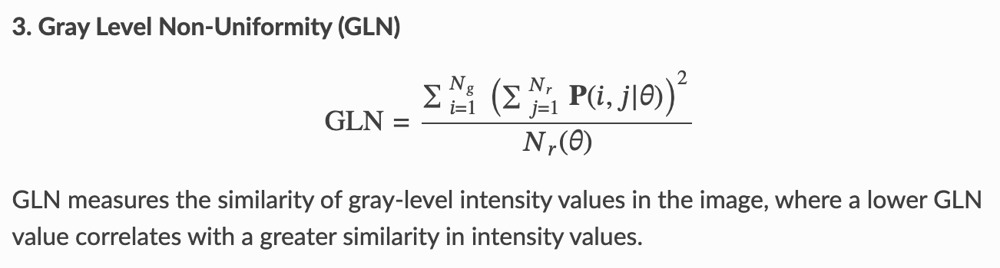 3. Gray Level Non-Uniformity (GLN)
GLN = \frac{\sum_{i=1}^{N_g} \left( \sum_{j=1}^{N_r} \mathbf{P}(i, j|\theta) \right)^2}{N_r(\theta)}
GLN measures the similarity of gray-level intensity values in the image, where a lower GLN
value correlates with a greater similarity in intensity values.